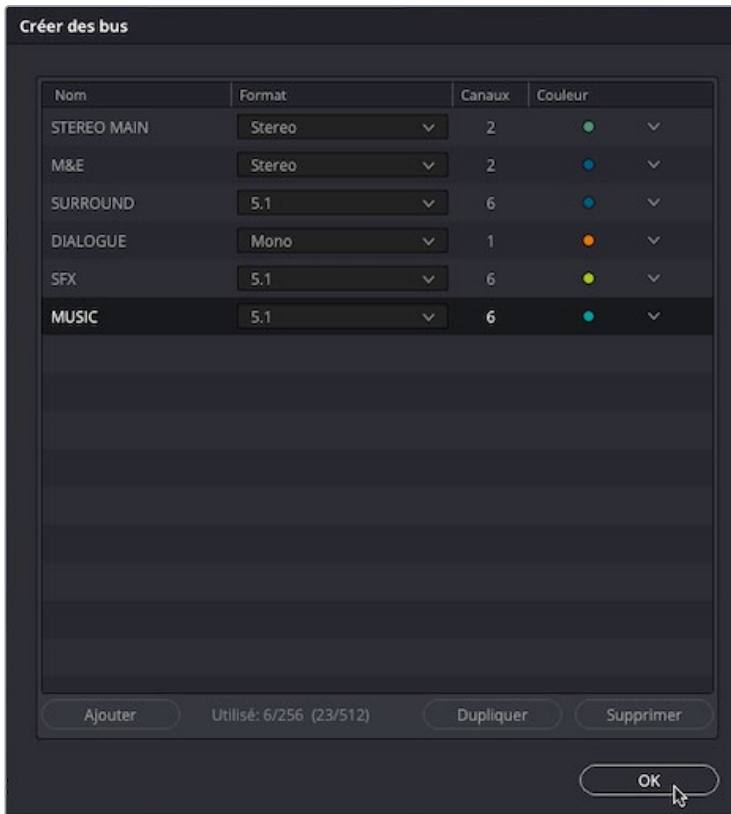 Créer des bus
Nom Format Canaux Couleur
STEREO MAIN Stereo 2
M&E Stereo 2
SURROUND 5.1 6
DIALOGUE Mono 1
SFX 5.1 6
MUSIC 5.1 6
Ajouter Utilisé: 6/256 (23/512) Dupliquer Supprimer
OK